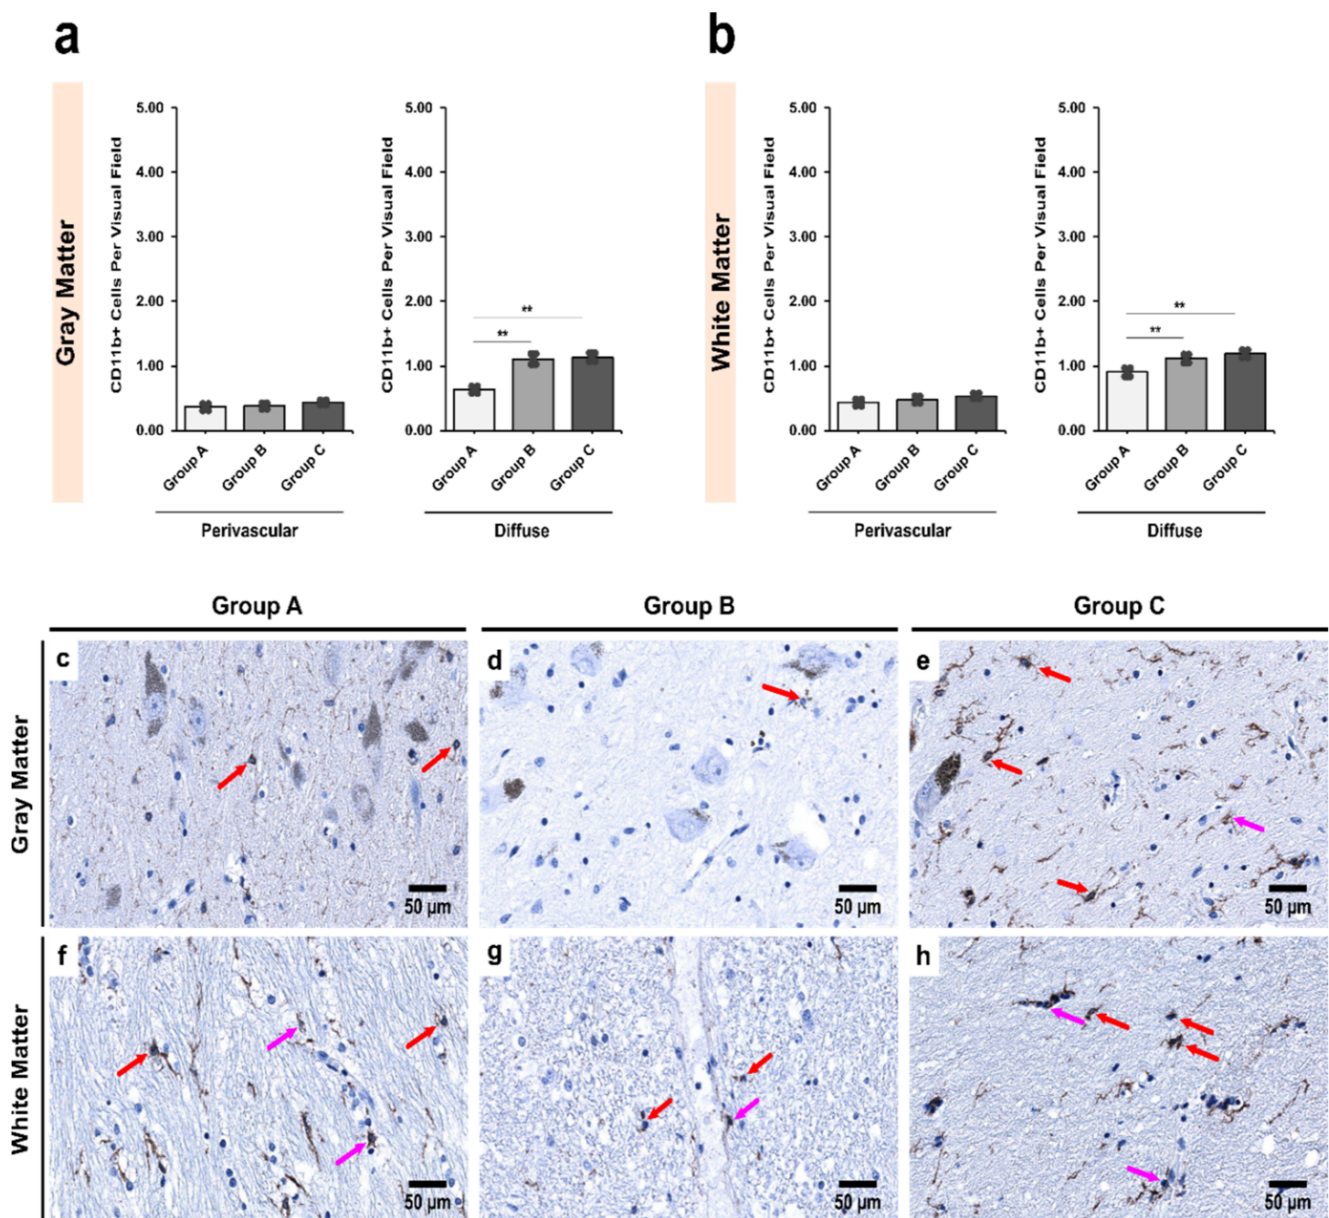 a
b
Gray Matter
CD11b+ Cells Per Visual Field
5.00
4.00
3.00
2.00
1.00
0.00
Group A
Group B
Group C
Perivascular
CD11b+ Cells Per Visual Field
5.00
4.00
3.00
2.00
1.00
0.00
**
**
Group A
Group B
Group C
Diffuse
White Matter
CD11b+ Cells Per Visual Field
5.00
4.00
3.00
2.00
1.00
0.00
Group A
Group B
Group C
Perivascular
CD11b+ Cells Per Visual Field
5.00
4.00
3.00
2.00
1.00
0.00
**
**
Group A
Group B
Group C
Diffuse
Group A
Group B
Group C
Gray Matter
c
50 µm
d
50 µm
e
50 µm
White Matter
f
50 µm
g
50 µm
h
50 µm